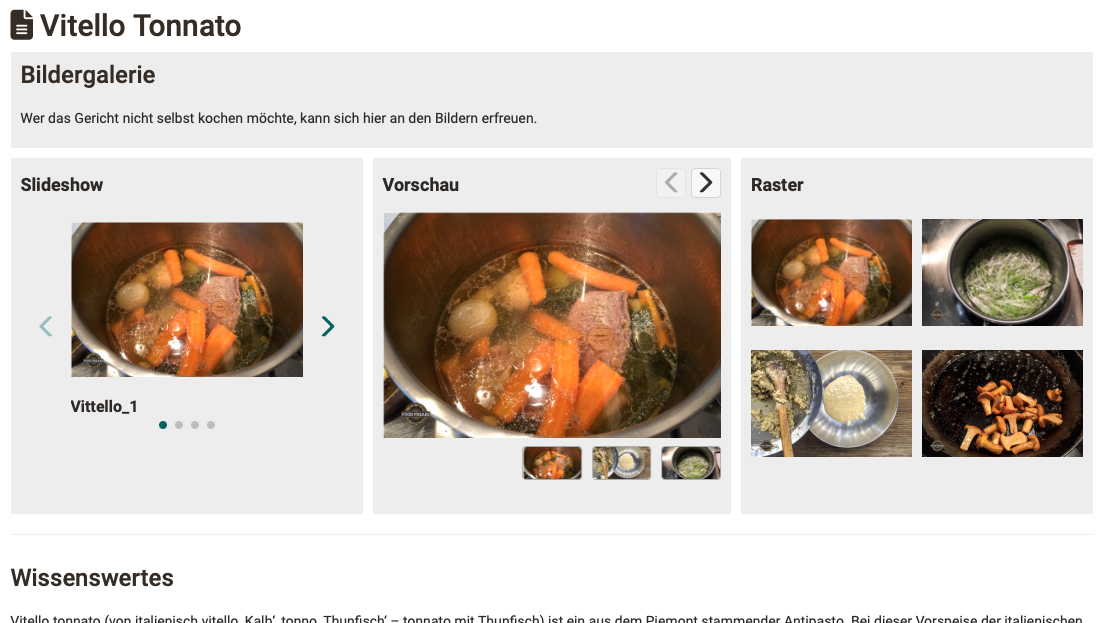 Vitello Tonnato
Bildergalerie
Wer das Gericht nicht selbst kochen möchte, kann sich hier an den Bildern erfreuen.
Slideshow
Vorschau
Raster
Vittello_1
Wissenswertes
Vitello tonnato (von italienisch vitello ‚Kalb‘, tonno ‚Thunfisch‘ – tonnato mit Thunfisch) ist ein aus dem Piemont stammender Antipasto. Bei dieser Vorspeise der italienischen